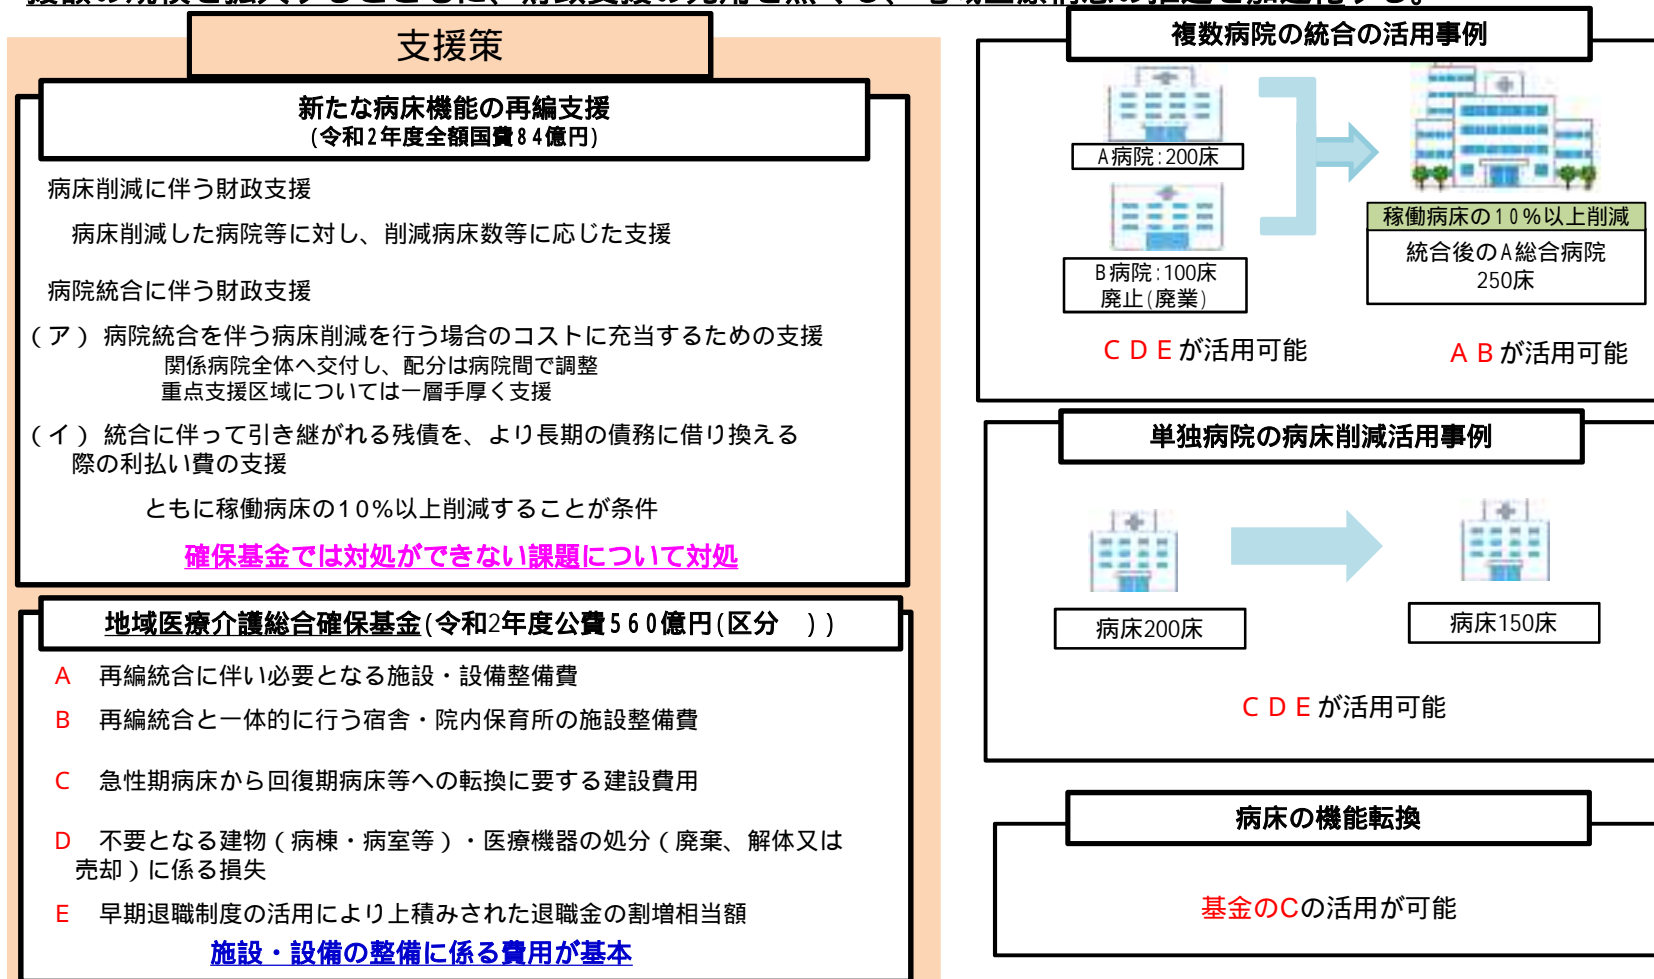 支援策
新たな病床機能の再編支援
(令和2年度全額国費84億円)
病床削減に伴う財政支援
病床削減した病院等に対し、削減病床数等に応じた支援
病院統合に伴う財政支援
(ア)病院統合を伴う病床削減を行う場合のコストに充当するための支援
関係病院全体へ交付し、配分は病院間で調整
重点支援区域については一層手厚く支援
(イ)統合に伴って引き継がれる残債を、より長期の債務に借り換える
際の利払い費の支援
ともに稼働病床の10%以上削減することが条件
確保基金では対処ができない課題について対処
地域医療介護総合確保基金(令和2年度公費560億円(区分　))
A 再編統合に伴い必要となる施設・設備整備費
B 再編統合と一体的に行う宿舎・院内保育所の施設整備費
C 急性期病床から回復期病床等への転換に要する建設費用
D 不要となる建物(病棟・病室等)・医療機器の処分(廃棄、解体又は
売却)に係る損失
E 早期退職制度の活用により上積みされた退職金の割増相当額
施設・設備の整備に係る費用が基本
複数病院の統合の活用事例
A病院:200床
B病院:100床
廃止(廃業)
CDEが活用可能
稼働病床の10%以上削減
統合後のA総合病院
250床
ABが活用可能
単独病院の病床削減活用事例
病床200床
病床150床
CDEが活用可能
病床の機能転換
基金のCの活用が可能